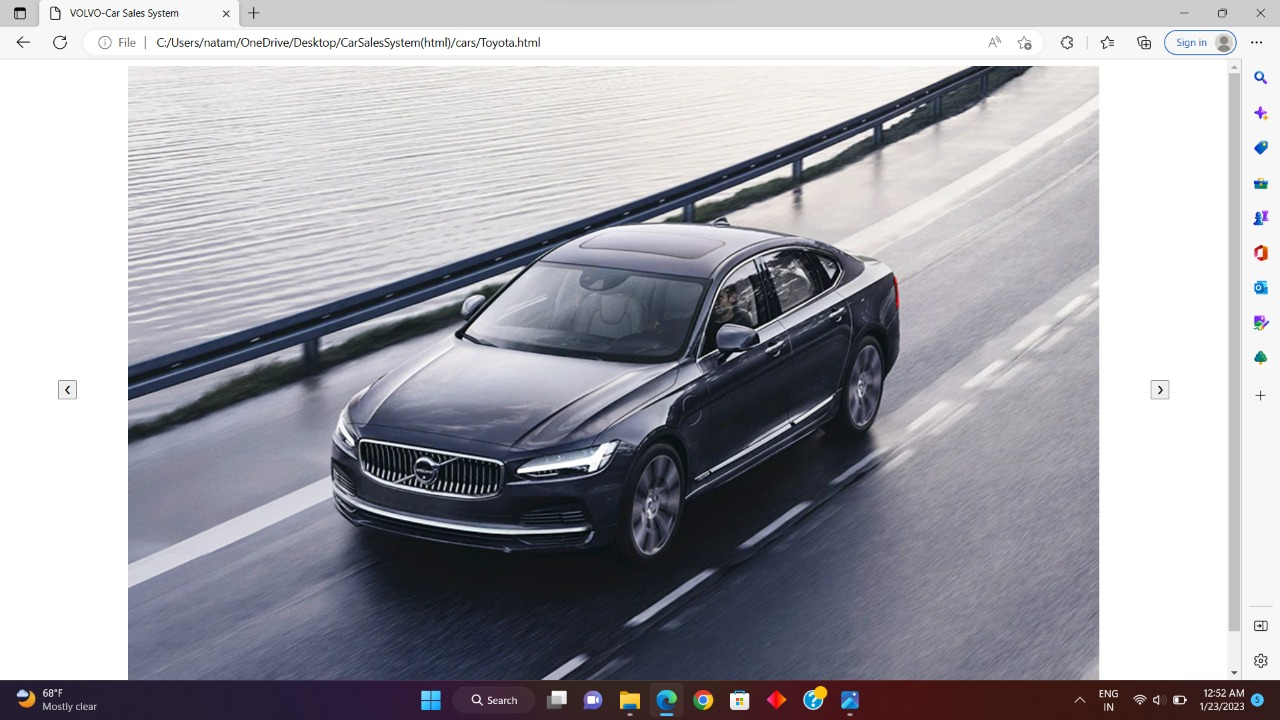 VOLVO-Car Sales System
File
C:/Users/natam/OneDrive/Desktop/CarSalesSystem(html)/cars/Toyota.html
Sign in
68°F
Mostly clear
Search
ENG
IN
12:52 AM
1/23/2023
5